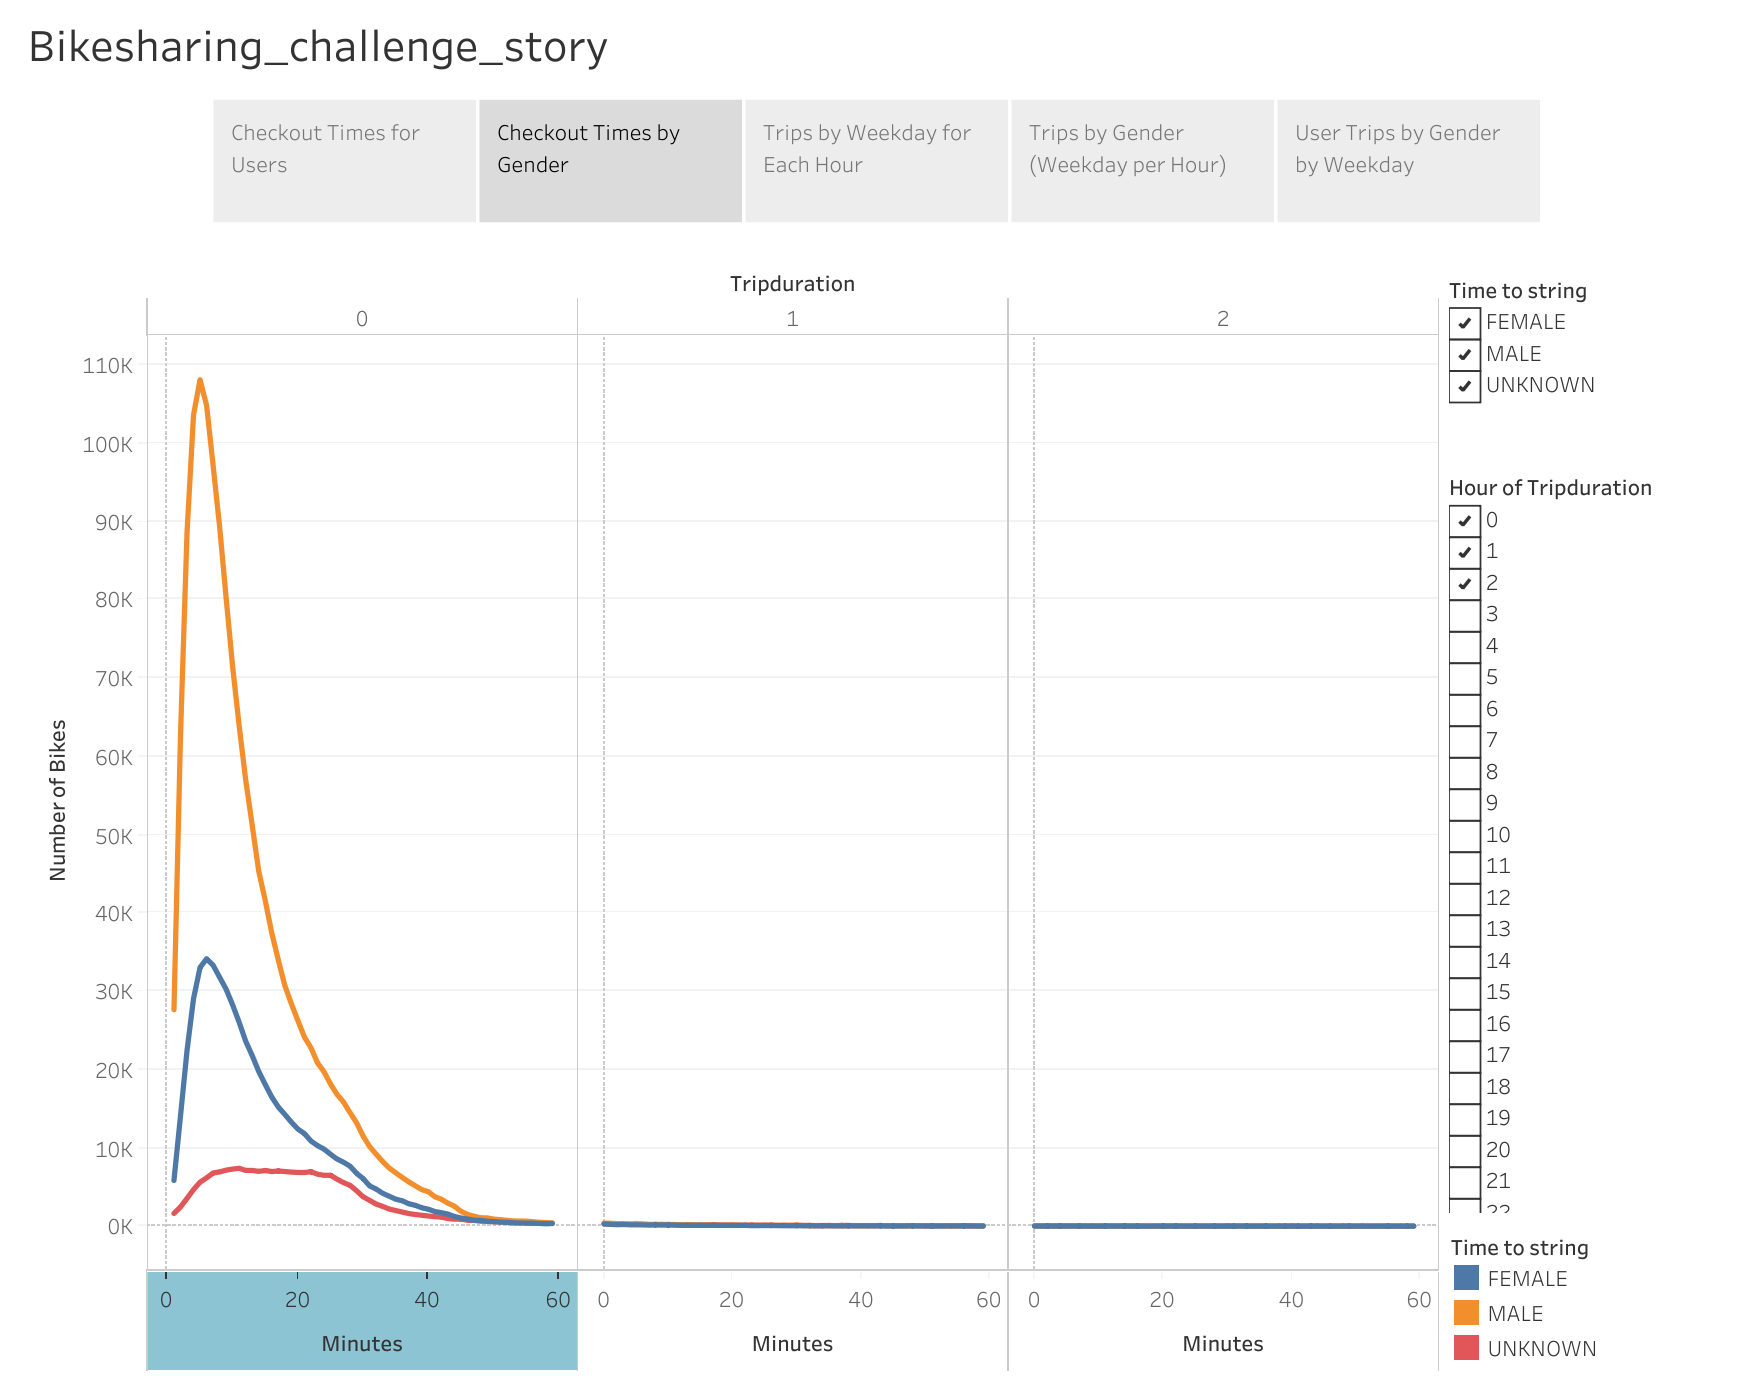 Bikesharing_challenge_story
Checkout Times for
Users
Checkout Times by
Gender
Trips by Weekday for
Each Hour
Trips by Gender
(Weekday per Hour)
User Trips by Gender
by Weekday
Tripduration
0
1
2
110K
100K
90K
80K
70K
60K
50K
40K
30K
20K
10K
0K
Number of Bikes
0 20 40 60
0 20 40 60
0 20 40 60
Minutes
Minutes
Minutes
Time to string
FEMALE
MALE
UNKNOWN
Hour of Tripduration
0
1
2
3
4
5
6
7
8
9
10
11
12
13
14
15
16
17
18
19
20
21
22
Time to string
FEMALE
MALE
UNKNOWN